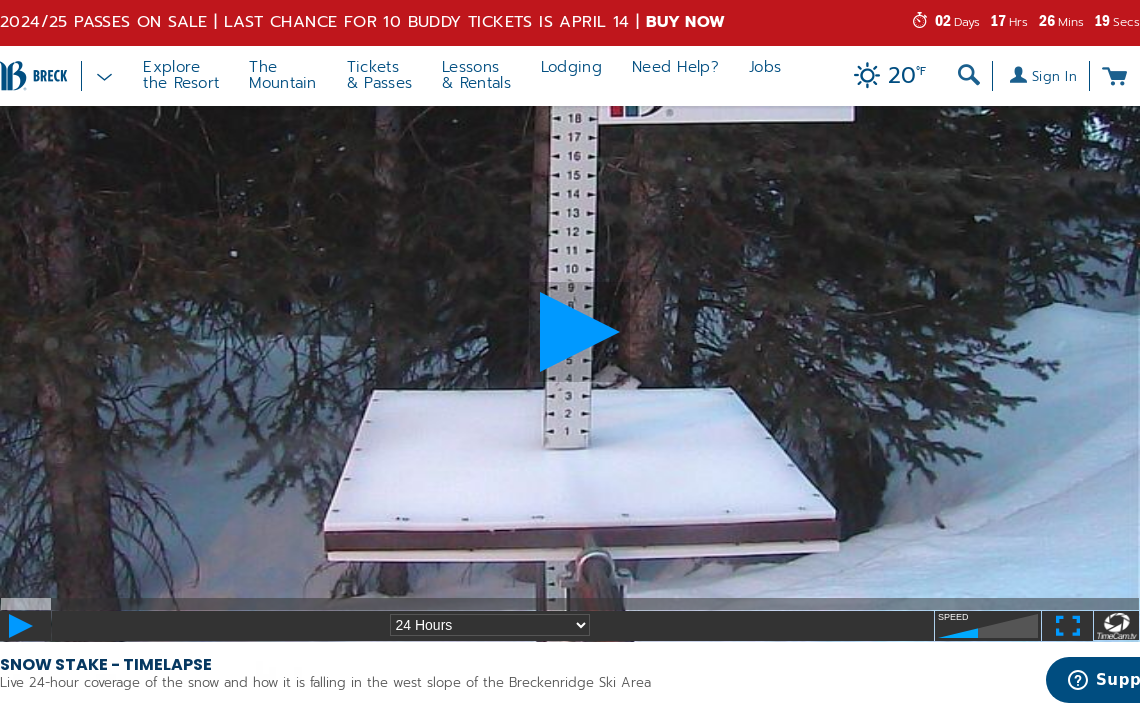 2024/25 PASSES ON SALE | LAST CHANCE FOR 10 BUDDY TICKETS IS APRIL 14 | BUY NOW
02 Days 17 Hrs 26 Mins 19 Secs
BRECK
Explore
the Resort
The
Mountain
Tickets
& Passes
Lessons
& Rentals
Lodging
Need Help?
Jobs
20°F
Sign In
18
17
16
15
14
13
12
11
10
9
8
5
4
3
2
1
24 Hours
SPEED
TimeCam.tv
SNOW STAKE - TIMELAPSE
Live 24-hour coverage of the snow and how it is falling in the west slope of the Breckenridge Ski Area
Supp